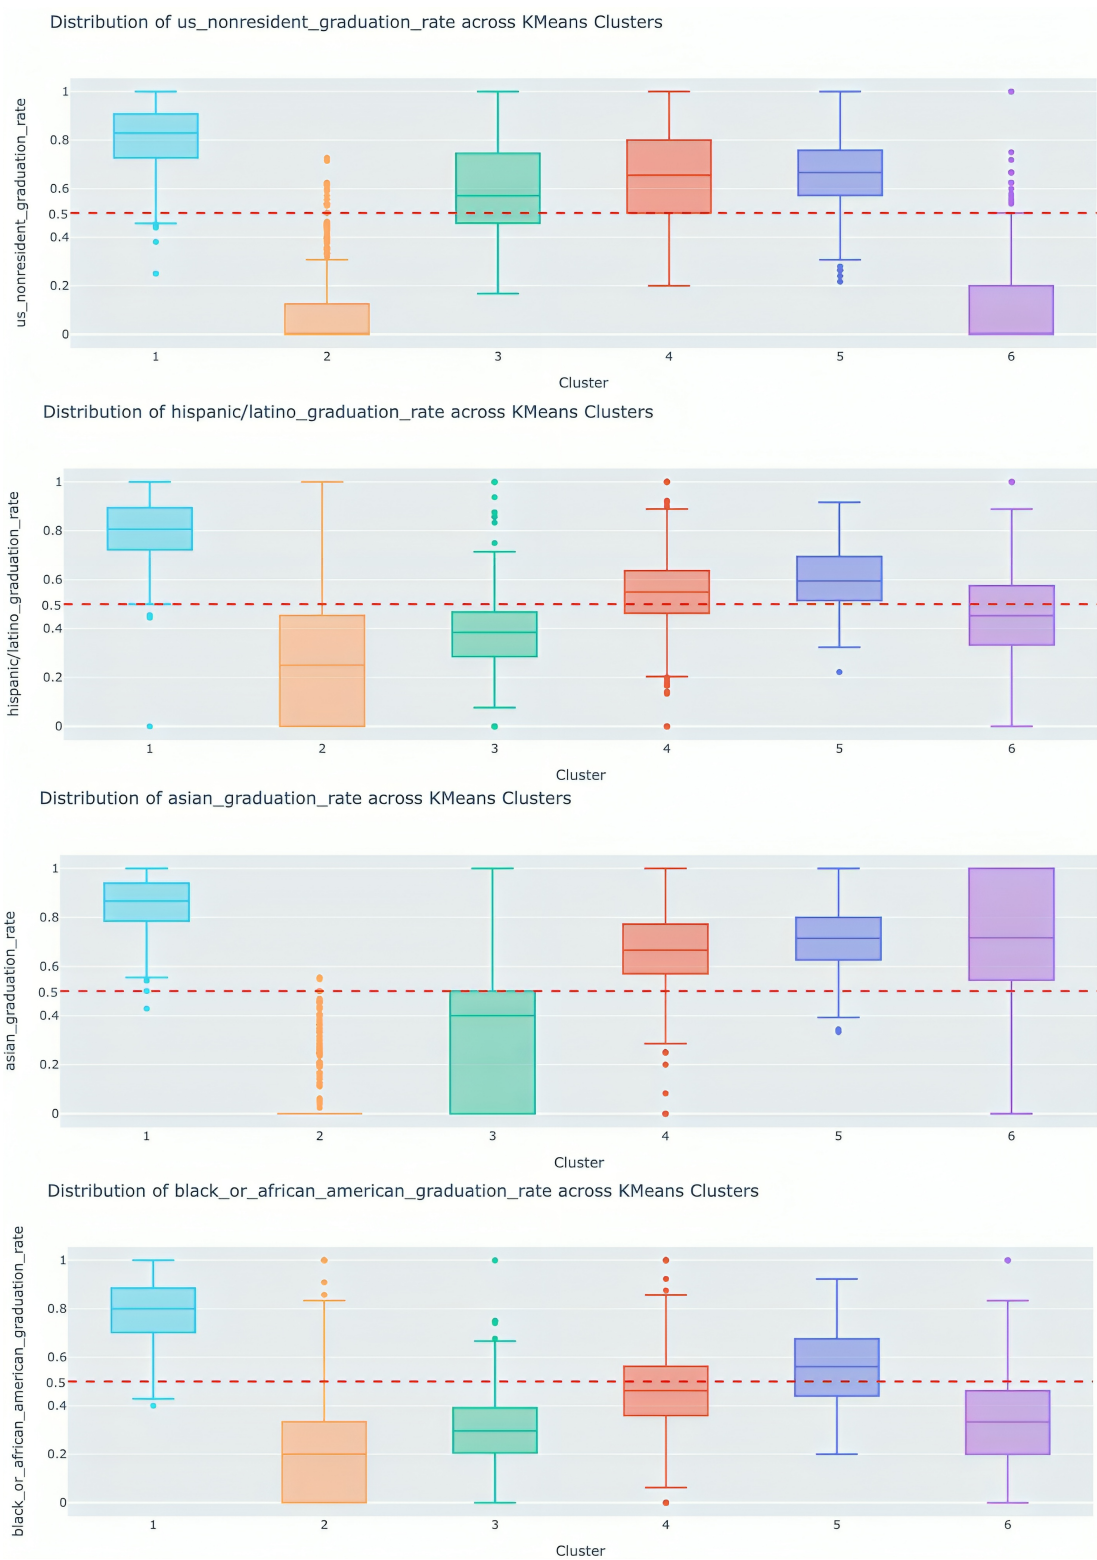 Distribution of us_nonresident_graduation_rate across KMeans Clusters
us_nonresident_graduation_rate
1
0.8
0.6
0.5
0.4
0.2
0
1 2 3 4 5 6
Cluster
Distribution of hispanic/latino_graduation_rate across KMeans Clusters
hispanic/latino_graduation_rate
1
0.8
0.6
0.5
0.4
0.2
0
1 2 3 4 5 6
Cluster
Distribution of asian_graduation_rate across KMeans Clusters
asian_graduation_rate
1
0.8
0.6
0.5
0.4
0.2
0
1 2 3 4 5 6
Cluster
Distribution of black_or_african_american_graduation_rate across KMeans Clusters
black_or_african_american_graduation_rate
1
0.8
0.6
0.5
0.4
0.2
0
1 2 3 4 5 6
Cluster